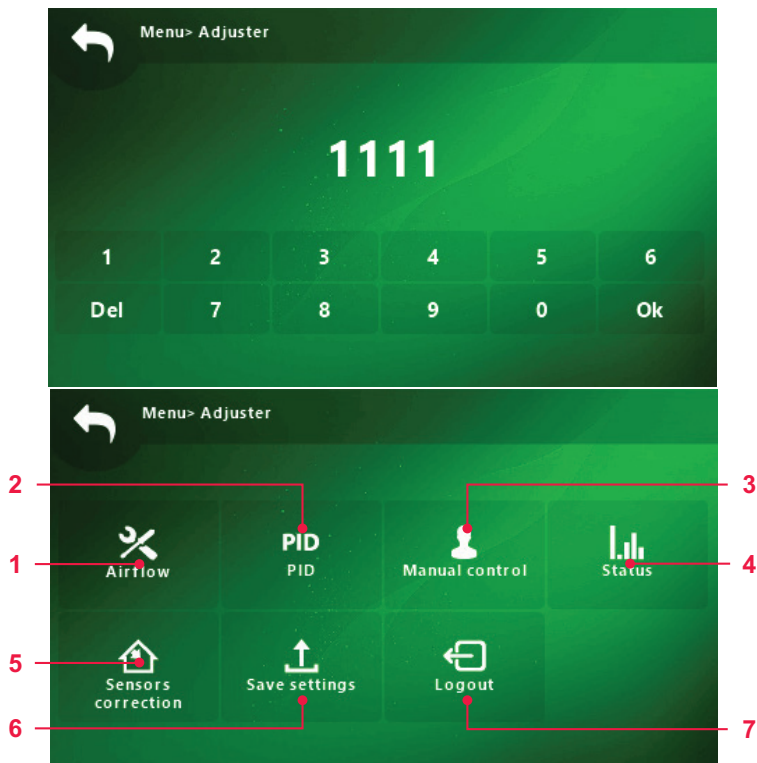 Menu> Adjuster
1111
1 2 3 4 5 6
Del 7 8 9 0 Ok
Menu> Adjuster
2 3
PID
1 Airflow PID Manual control Status 4
5
Sensors correction Save settings Logout
6 7